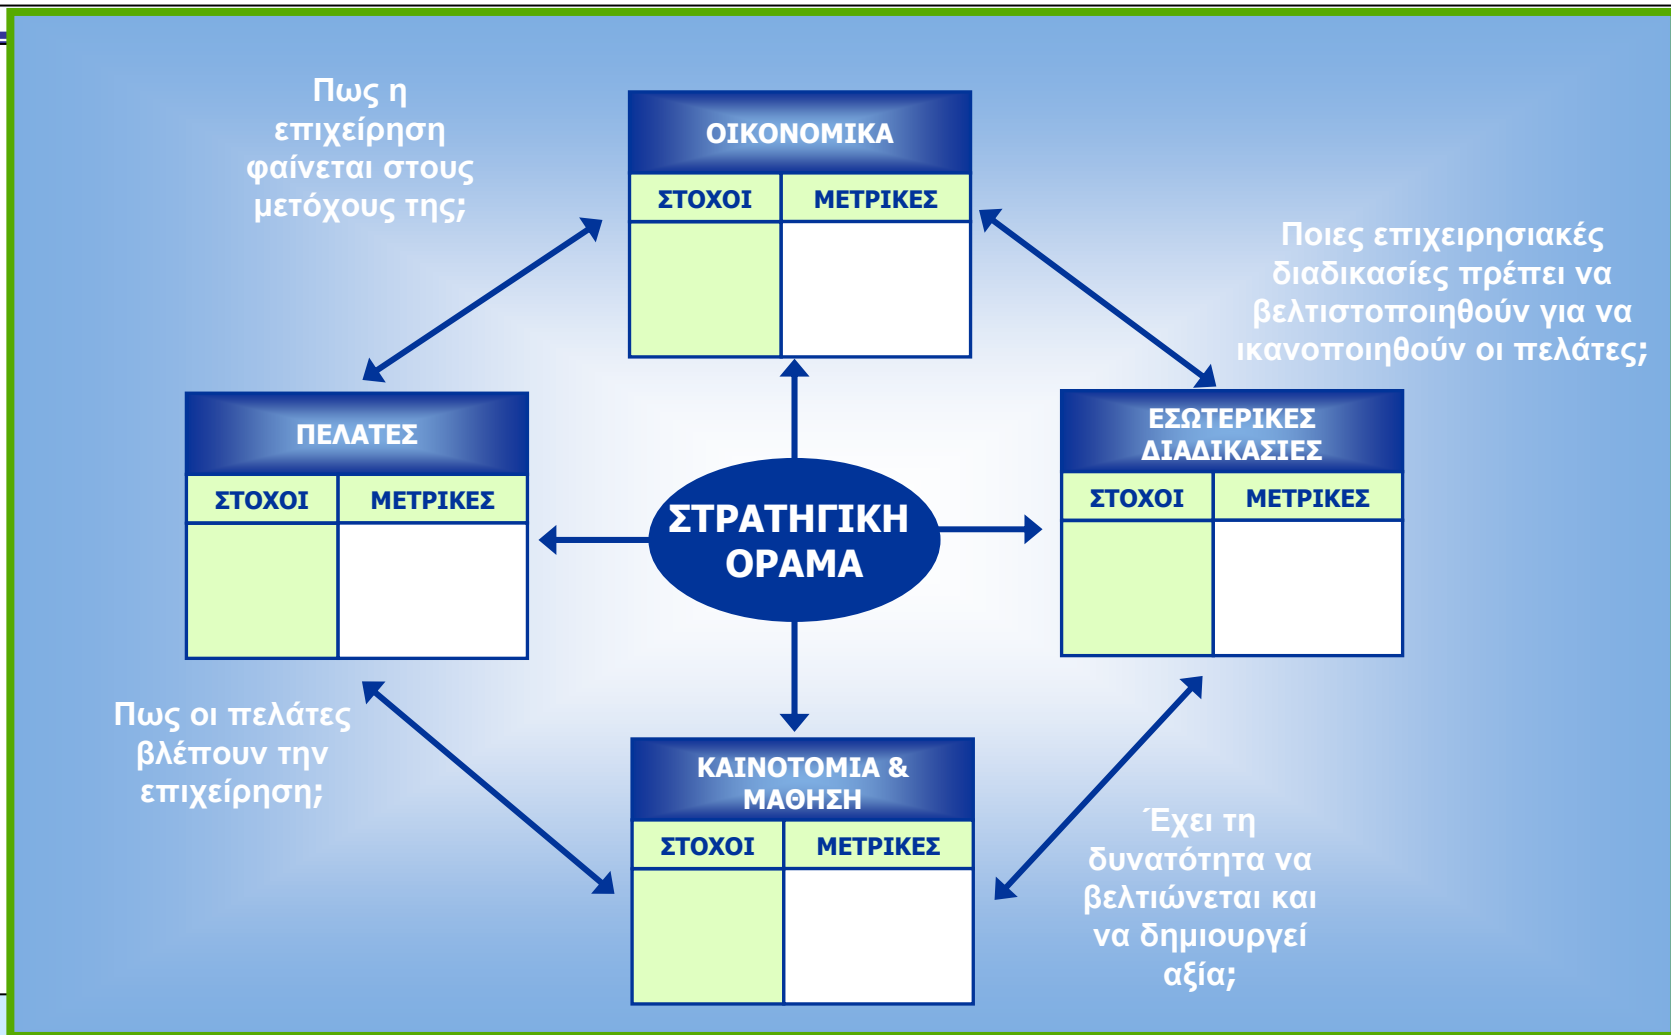 Πως η
επιχείρηση
φαίνεται στους
μετόχους της;
ΟΙΚΟΝΟΜΙΚΑ
ΣΤΟΧΟΙ ΜΕΤΡΙΚΕΣ
Ποιες επιχειρησιακές
διαδικασίες πρέπει να
βελτιστοποιηθούν για να
ικανοποιηθούν οι πελάτες;
ΠΕΛΑΤΕΣ
ΣΤΟΧΟΙ ΜΕΤΡΙΚΕΣ
ΣΤΡΑΤΗΓΙΚΗ
ΟΡΑΜΑ
ΕΣΩΤΕΡΙΚΕΣ
ΔΙΑΔΙΚΑΣΙΕΣ
ΣΤΟΧΟΙ ΜΕΤΡΙΚΕΣ
Πως οι πελάτες
βλέπουν την
επιχείρηση;
ΚΑΙΝΟΤΟΜΙΑ &
ΜΑΘΗΣΗ
ΣΤΟΧΟΙ ΜΕΤΡΙΚΕΣ
Έχει τη
δυνατότητα να
βελτιώνεται και
να δημιουργεί
αξία;